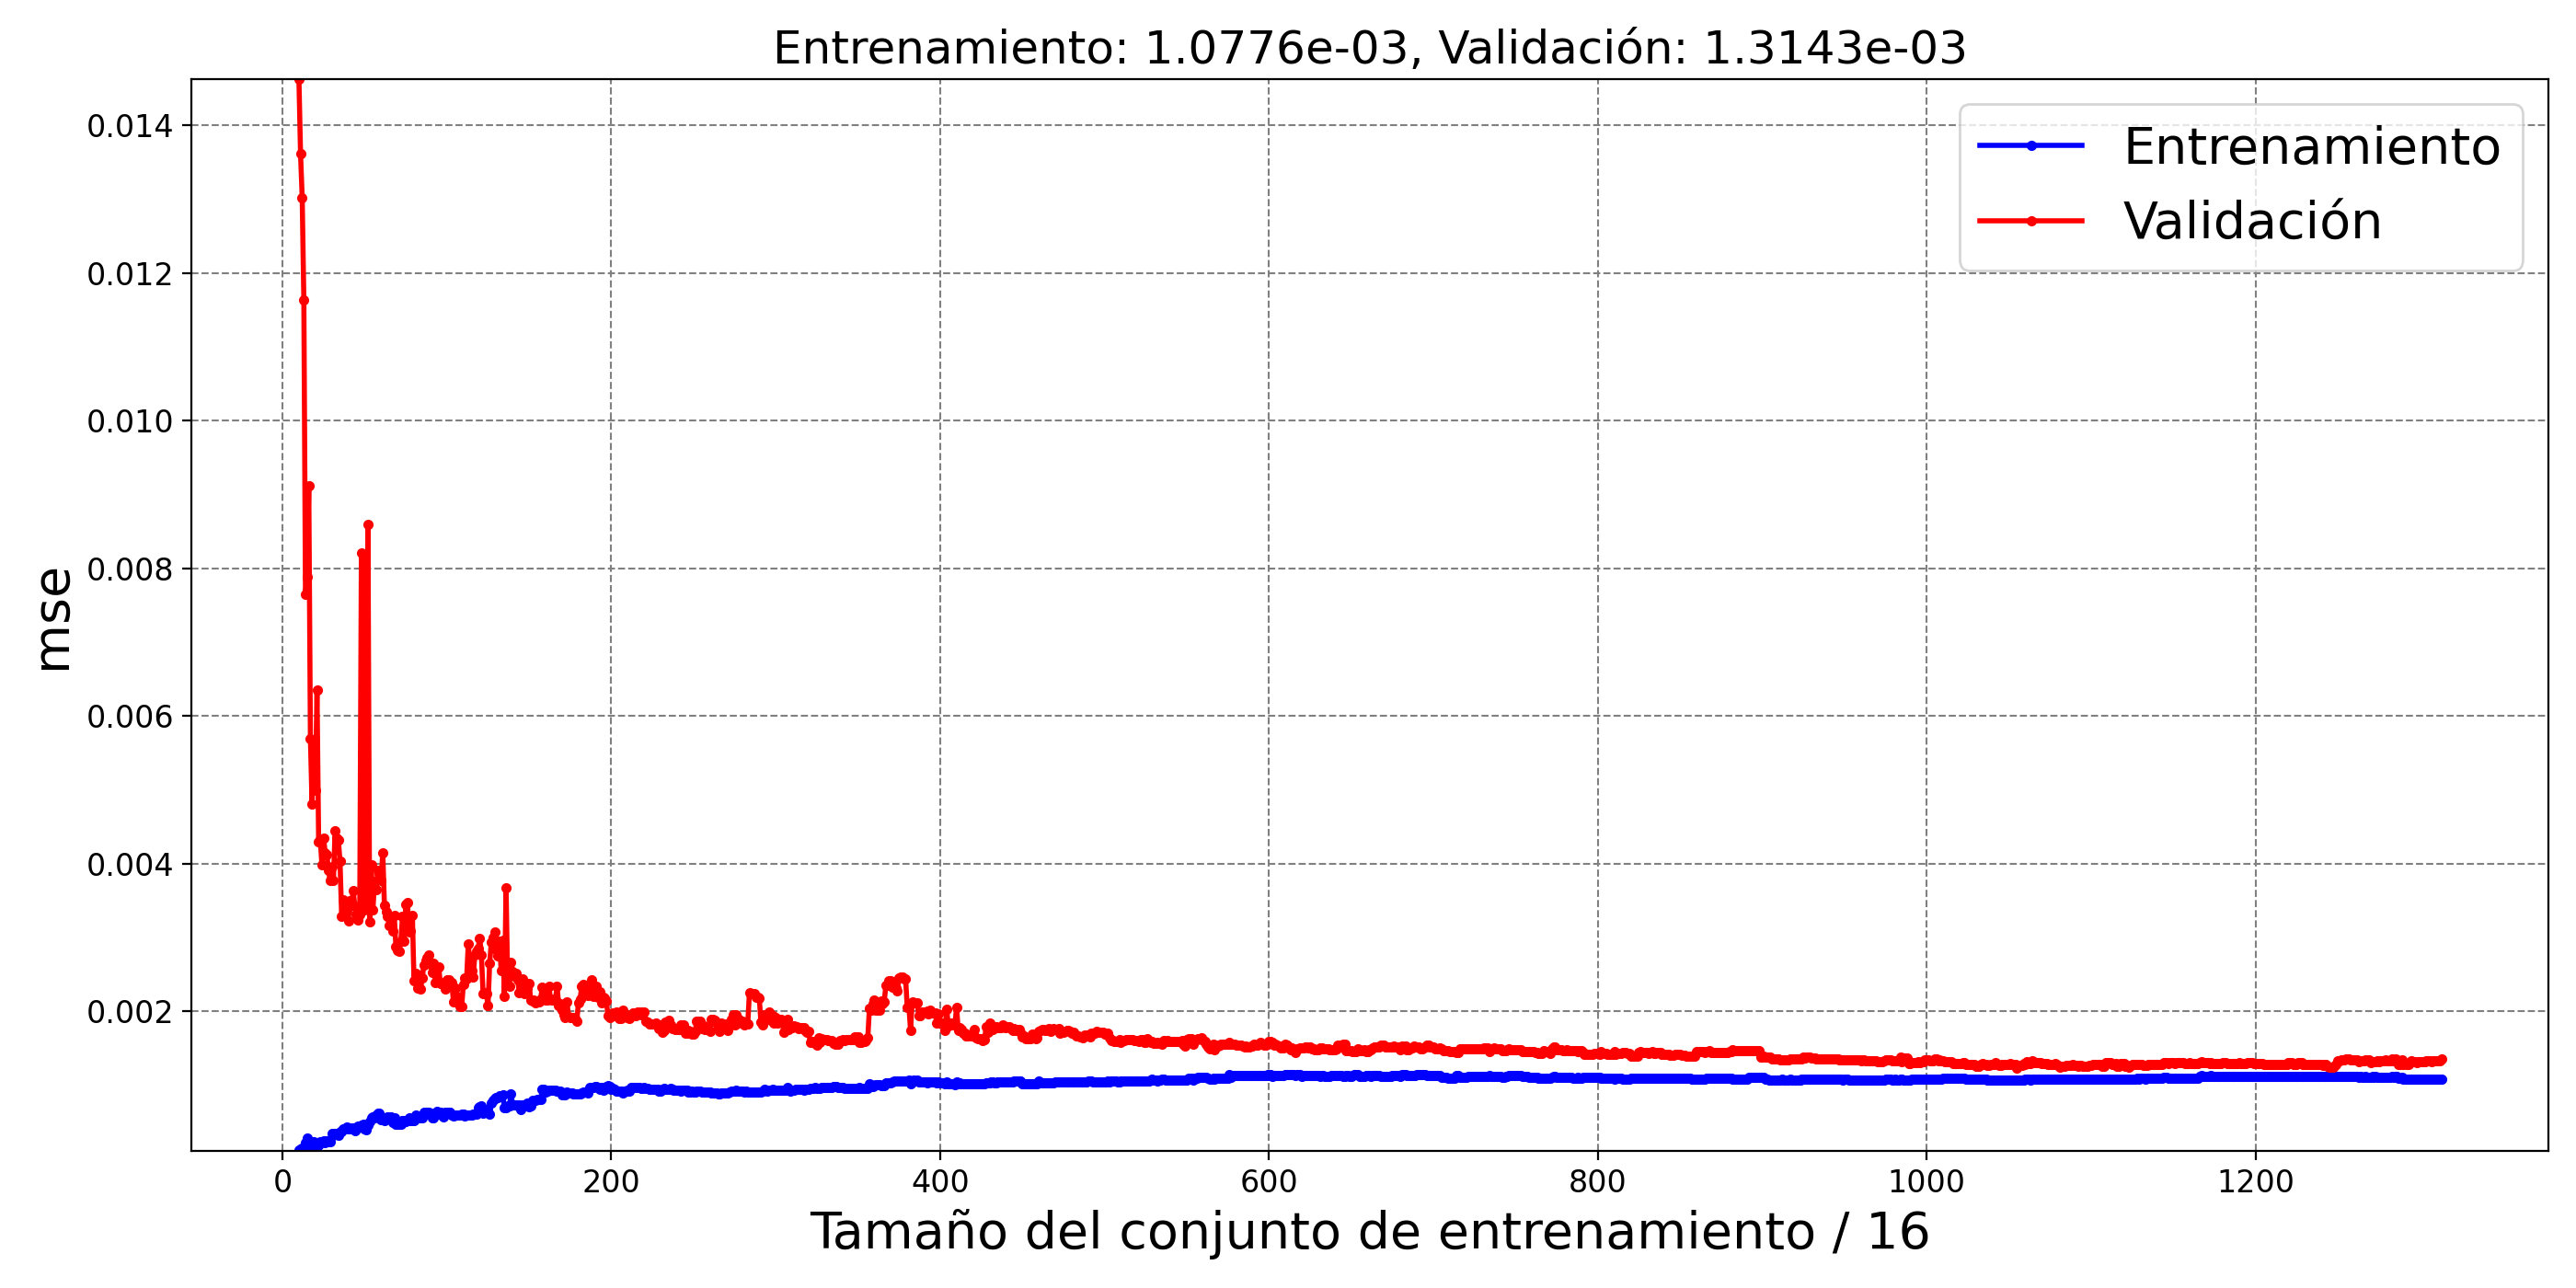 Entrenamiento: 1.0776e-03, Validación: 1.3143e-03
Entrenamiento
Validación
mse
0.014
0.012
0.010
0.008
0.006
0.004
0.002
0 200 400 600 800 1000 1200
Tamaño del conjunto de entrenamiento / 16